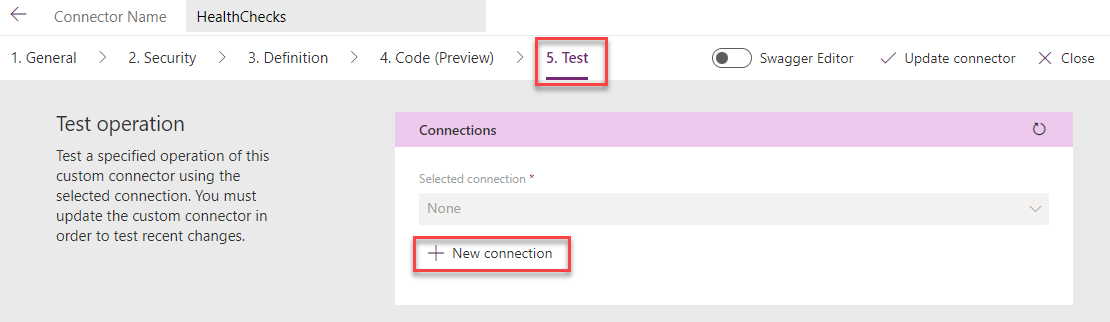 Connector Name HealthChecks
1. General 2. Security 3. Definition 4. Code (Preview) 5. Test Swagger Editor Update connector Close
Test operation
Test a specified operation of this
custom connector using the
selected connection. You must
update the custom connector in
order to test recent changes.
Connections
Selected connection *
None
New connection